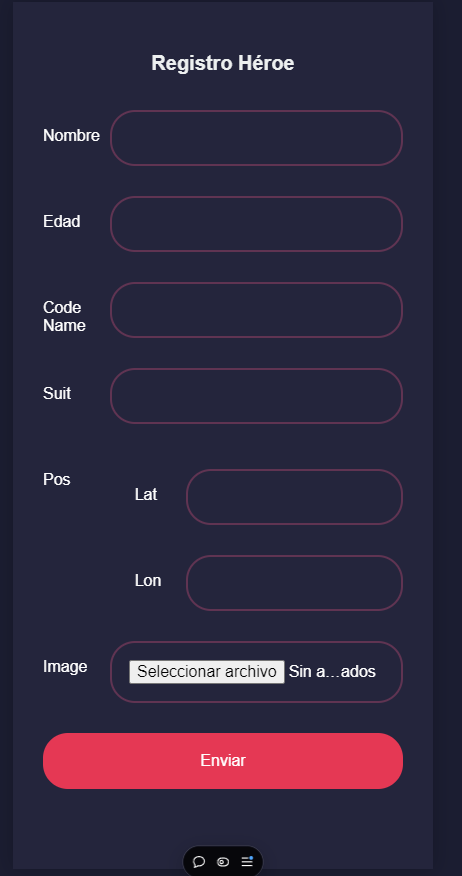 Registro Héroe
Nombre
Edad
Code
Name
Suit
Pos
Lat
Lon
Image
Seleccionar archivo Sin a...ados
Enviar